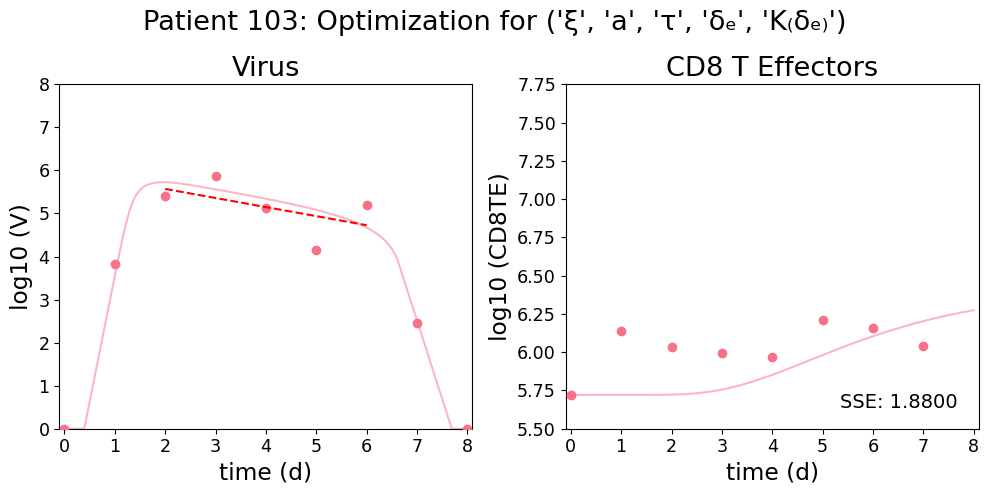 Patient 103: Optimization for ('ξ', 'a', 'τ', 'δₑ', 'K₍δₑ₎')
Virus
CD8 T Effectors
log10 (V)
8
7
6
5
4
3
2
1
0
0 1 2 3 4 5 6 7 8
time (d)
log10 (CD8TE)
7.75
7.50
7.25
7.00
6.75
6.50
6.25
6.00
5.75
5.50
SSE: 1.8800
0 1 2 3 4 5 6 7 8
time (d)